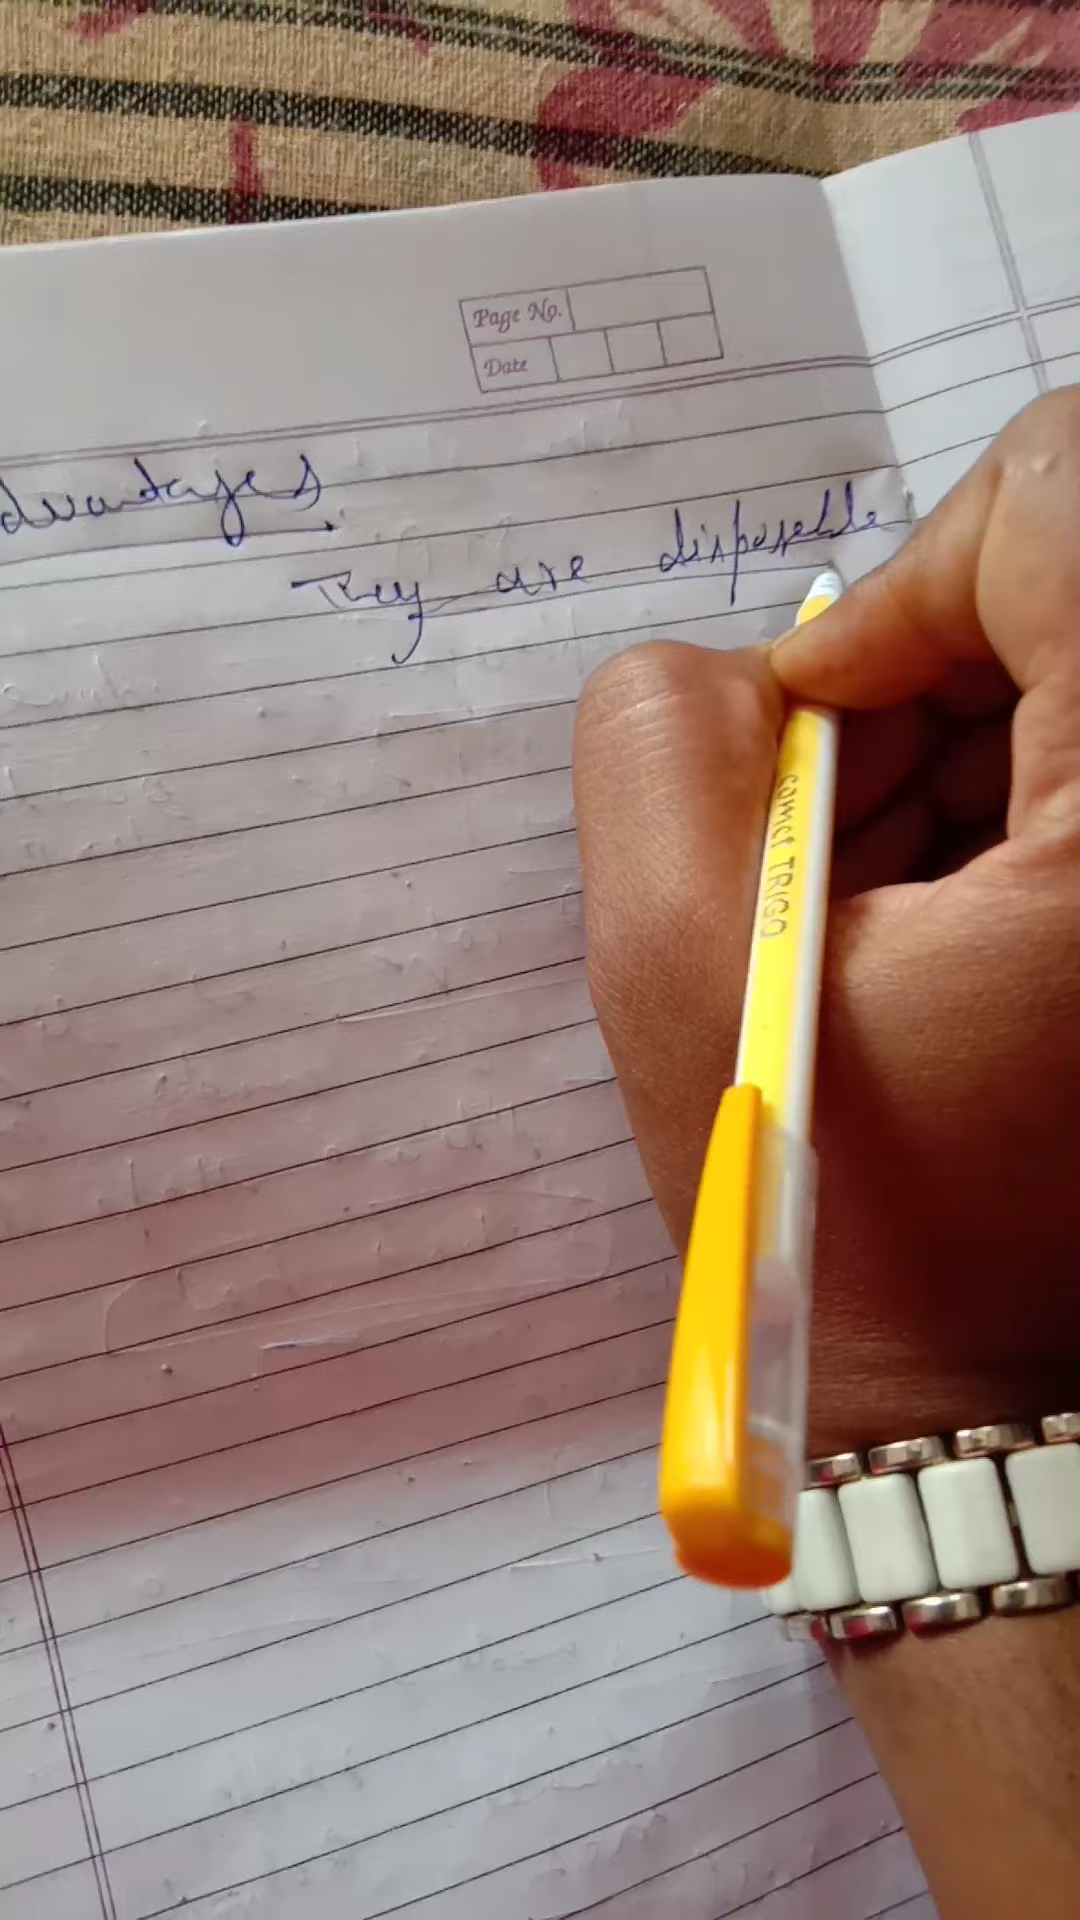 Page No.
Date
dvantages
They are disposable
comet TRIGO